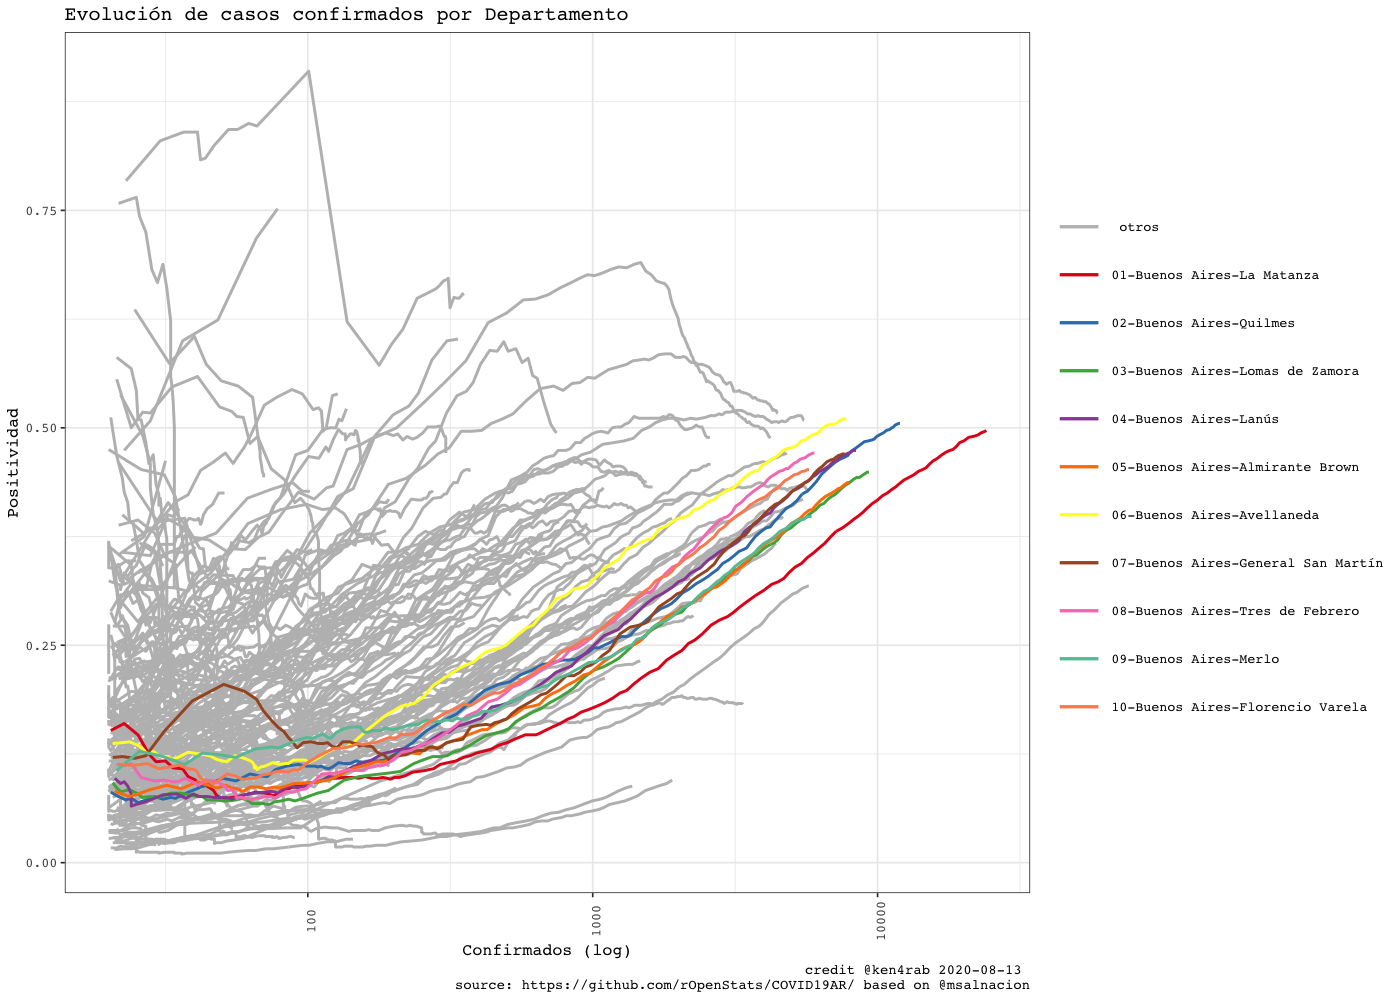 Evolución de casos confirmados por Departamento
Positividad
0.75
0.50
0.25
0.00
100
1000
10000
Confirmados (log)
otros
01-Buenos Aires-La Matanza
02-Buenos Aires-Quilmes
03-Buenos Aires-Lomas de Zamora
04-Buenos Aires-Lanús
05-Buenos Aires-Almirante Brown
06-Buenos Aires-Avellaneda
07-Buenos Aires-General San Martín
08-Buenos Aires-Tres de Febrero
09-Buenos Aires-Merlo
10-Buenos Aires-Florencio Varela
credit @ken4rab 2020-08-13
source: https://github.com/rOpenStats/COVID19AR/ based on @msalnacion